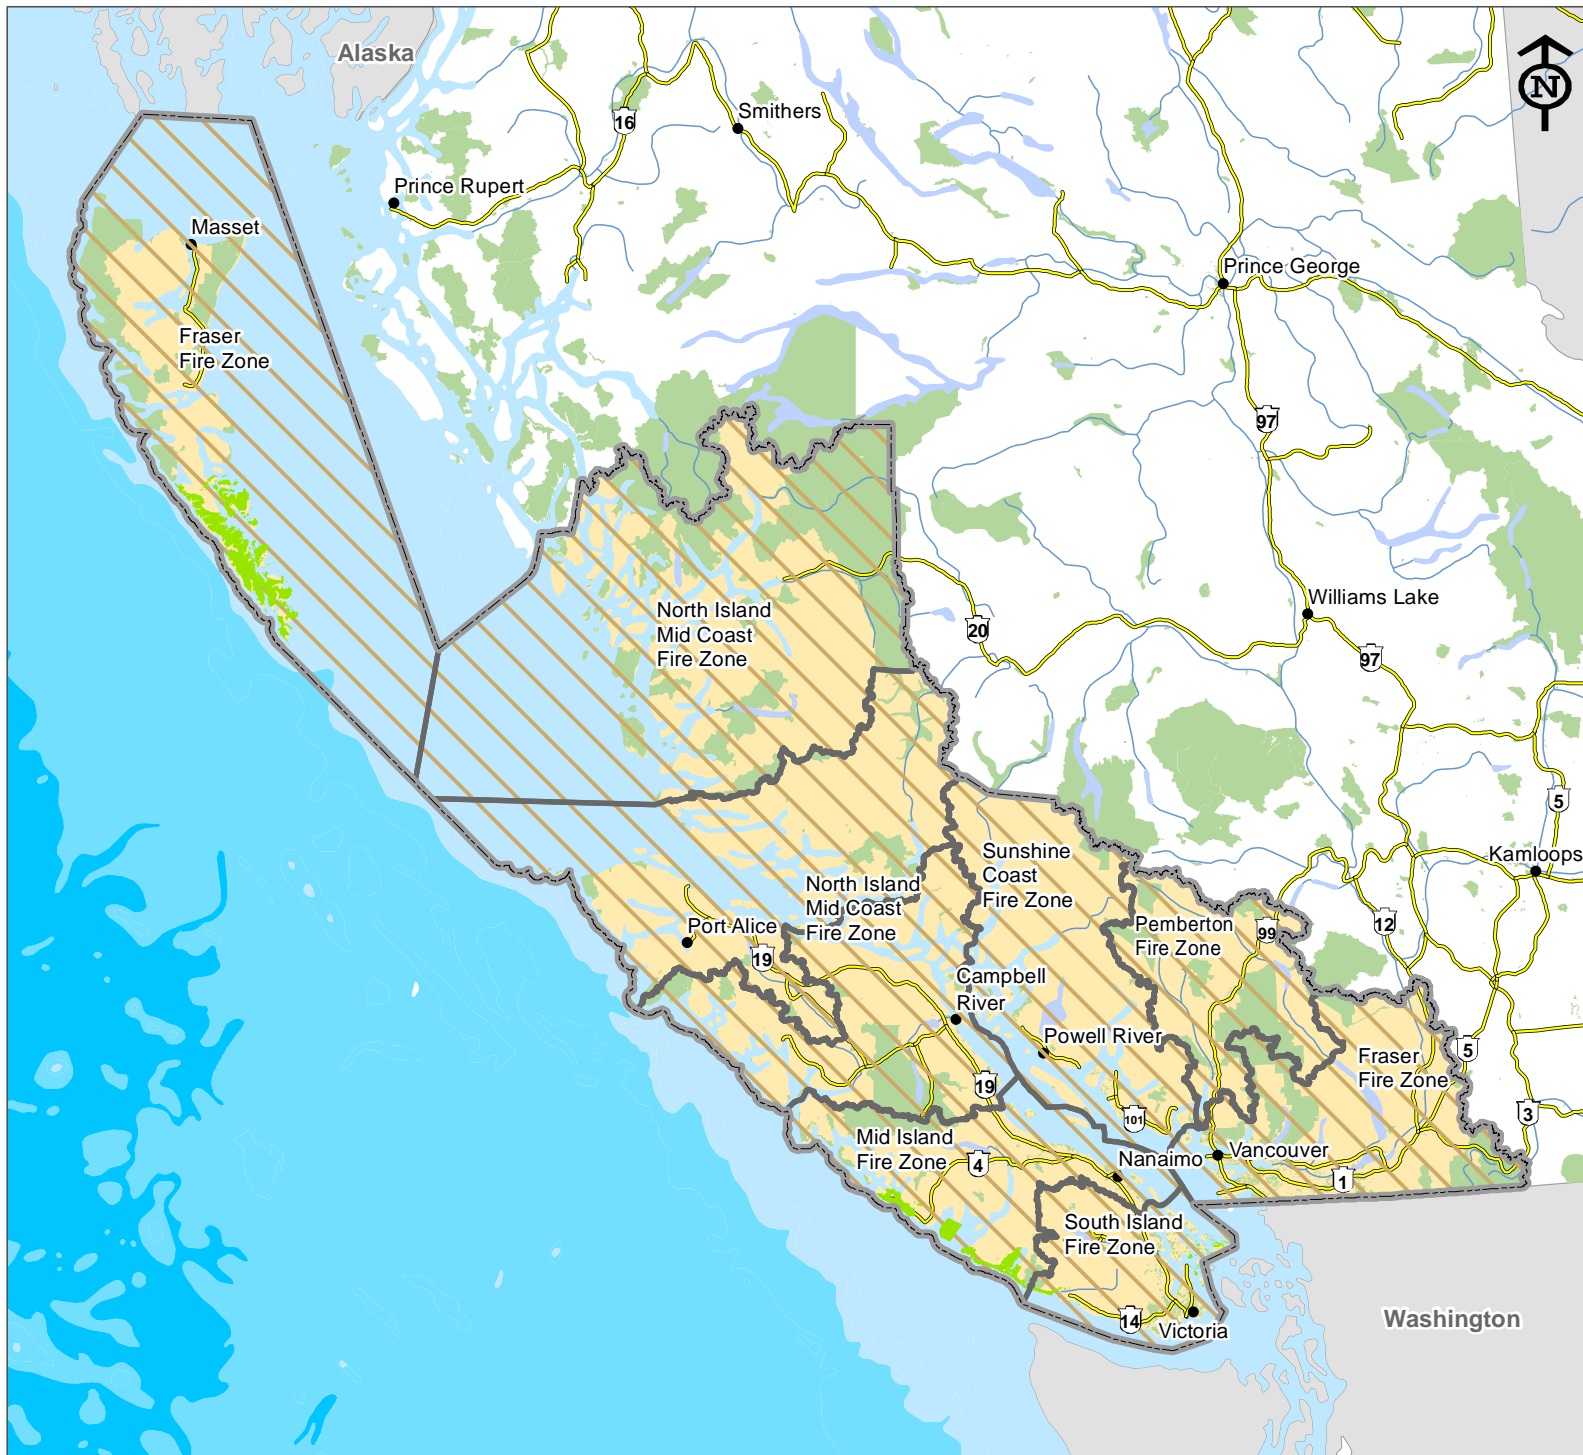 Alaska
N
16
Smithers
Prince Rupert
Masset
Prince George
Fraser
Fire Zone
97
North Island
Mid Coast
Fire Zone
20
Williams Lake
97
5
Sunshine
Coast
Fire Zone
Kamloops
North Island
Mid Coast
Fire Zone
Port Alice
19
Pemberton
Fire Zone
99
12
Campbell
River
Powell River
19
5
Fraser
Fire Zone
3
101
Mid Island
Fire Zone
4
Nanaimo
Vancouver
1
South Island
Fire Zone
14
Victoria
Washington